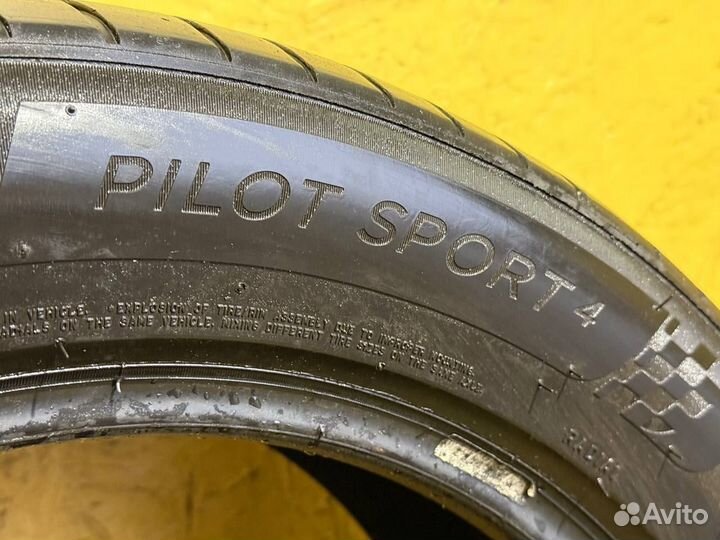 PILOT SPORT 4
IN VEHICLE. EXPLOSION OF TIRE/RIM ASSEMBLY DUE TO IMPROPER MOUNTING.
ON THE SAME VEHICLE. MIXING DIFFERENT TIRE SIZES ON THE SAME AXLE.
Avito